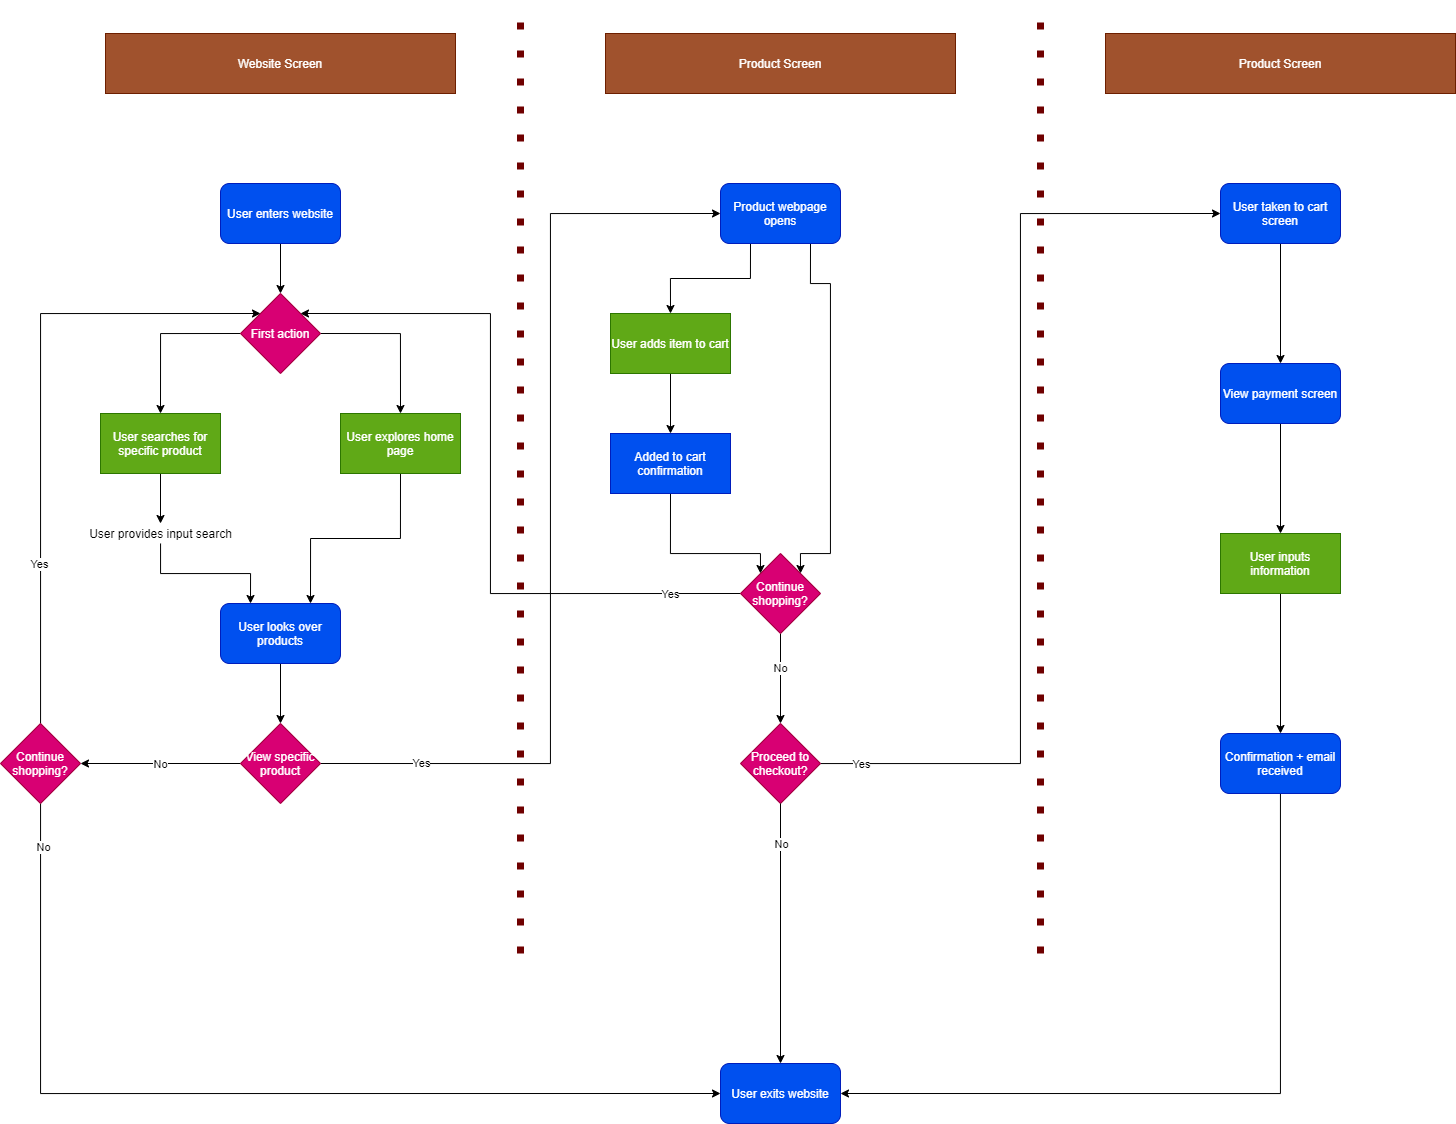 Website Screen
Product Screen
Product Screen
User enters website
First action
User searches for
specific product
User explores home
page
User provides input search
Yes
User looks over
products
View specific
product
No
Yes
Continue
shopping?
No
Product webpage
opens
User adds item to cart
Added to cart
confirmation
Continue
shopping?
Yes
No
Proceed to
checkout?
Yes
No
User taken to cart
screen
View payment screen
User inputs
information
Confirmation + email
received
User exits website